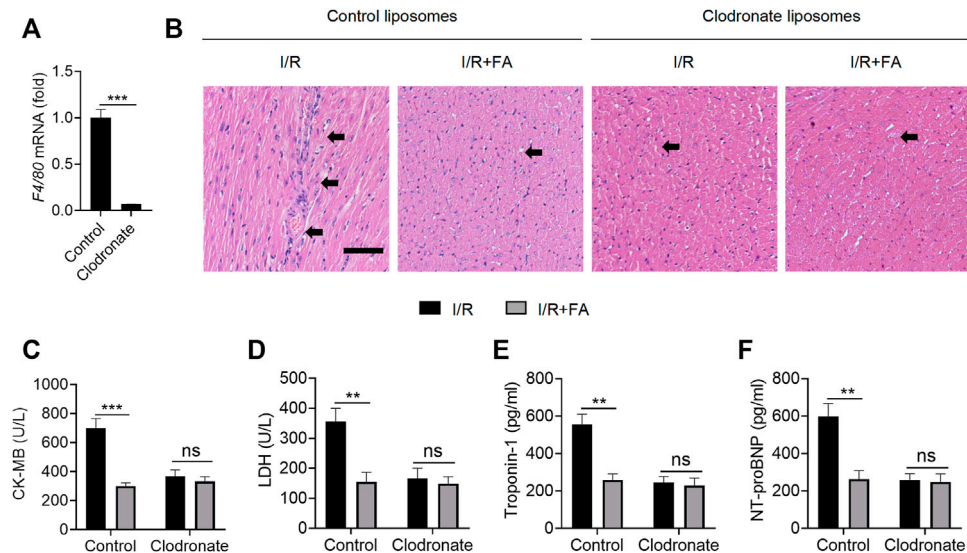 A
B
Control liposomes
Clodronate liposomes
I/R
I/R+FA
I/R
I/R+FA
F4/80 mRNA (fold)
1.5
1.0
0.5
0.0
***
Control
Clodronate
I/R
I/R+FA
C
CK-MB (U/L)
1000
800
600
400
200
0
***
ns
Control
Clodronate
D
LDH (U/L)
500
400
300
200
100
0
**
ns
Control
Clodronate
E
Troponin-1 (pg/ml)
800
600
400
200
0
**
ns
Control
Clodronate
F
NT-proBNP (pg/ml)
800
600
400
200
0
**
ns
Control
Clodronate